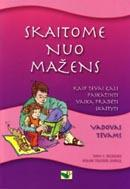 SKAITOME
NUO
MAŽENS
KAIP TĖVAI GALI
PASKATINTI
VAIKĄ PRADĖTI
SKAITYTI
VADOVAS
TĖVAMS